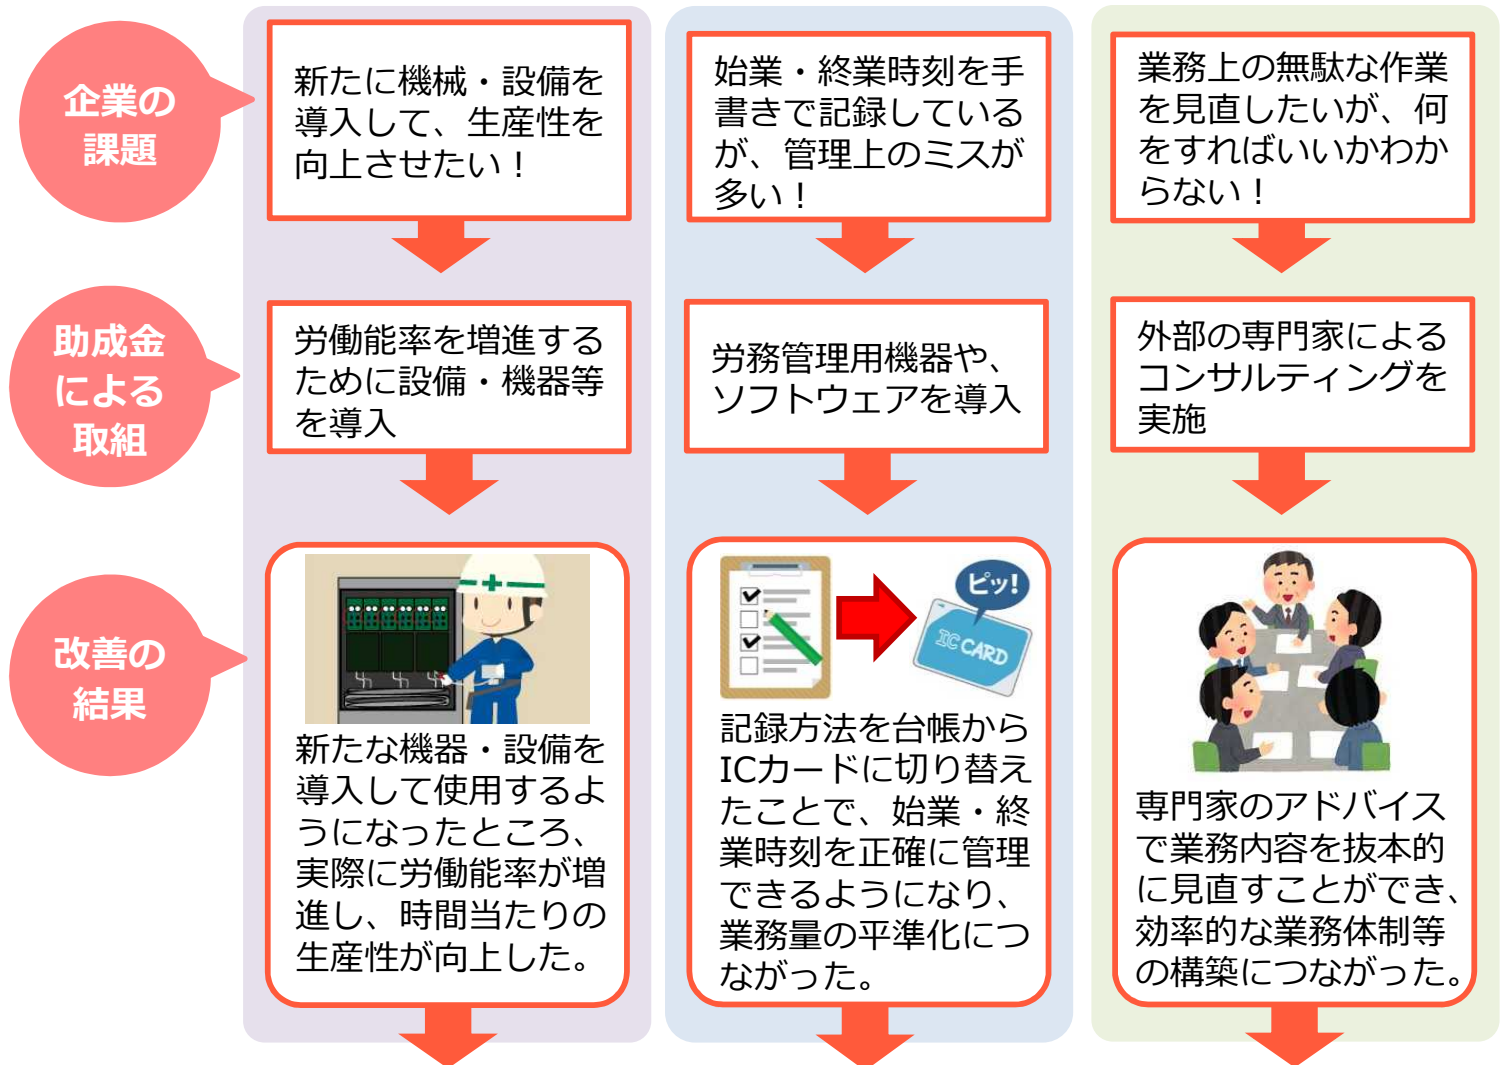 企業の
課題
新たに機械・設備を
導入して、生産性を
向上させたい！
始業・終業時刻を手
書きで記録している
が、管理上のミスが
多い！
業務上の無駄な作業
を見直したいが、何
をすればいいかわか
らない！
助成金
による
取組
労働能率を増進する
ために設備・機器等
を導入
労務管理用機器や、
ソフトウェアを導入
外部の専門家による
コンサルティングを
実施
改善の
結果
新たな機器・設備を
導入して使用するよ
うになったところ、
実際に労働能率が増
進し、時間当たりの
生産性が向上した。
ピッ!
IC CARD
記録方法を台帳から
ICカードに切り替え
たことで、始業・終
業時刻を正確に管理
できるようになり、
業務量の平準化につ
ながった。
専門家のアドバイス
で業務内容を抜本的
に見直すことができ、
効率的な業務体制等
の構築につながった。